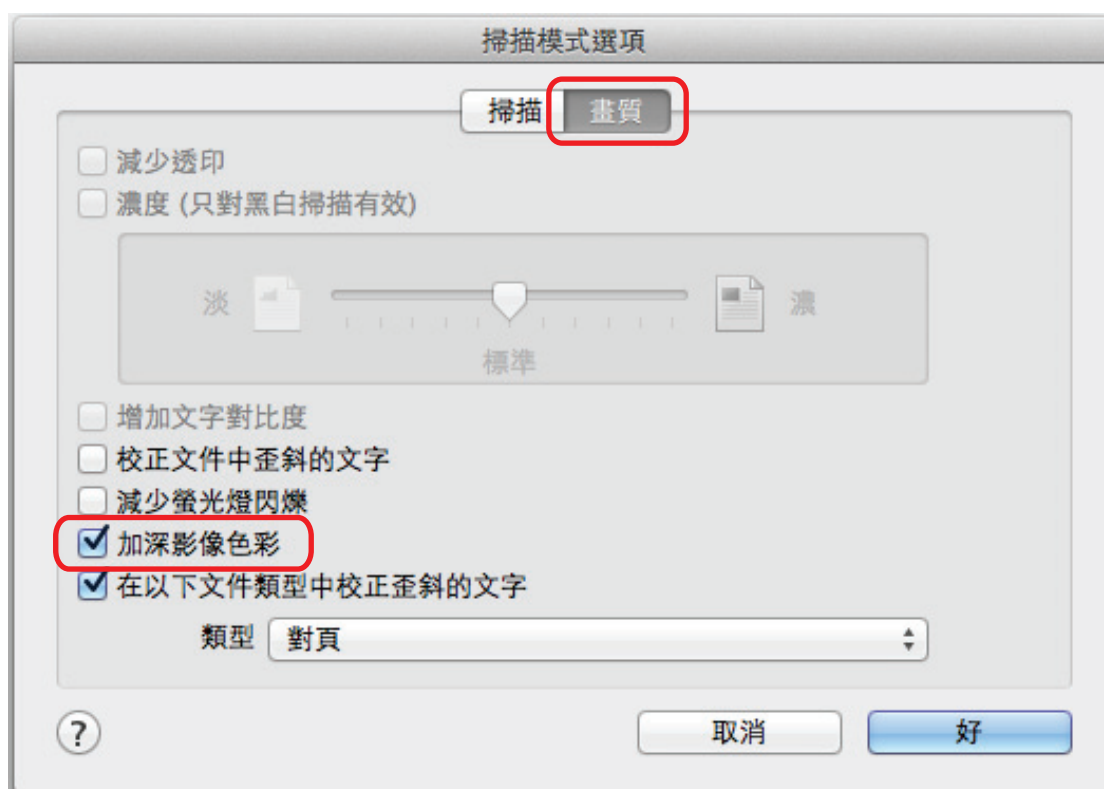 掃描模式選項
掃描 畫質
減少透印
濃度 (只對黑白掃描有效)
淡 濃
標準
增加文字對比度
校正文件中歪斜的文字
減少螢光燈閃爍
加深影像色彩
在以下文件類型中校正歪斜的文字
類型 對頁
? 取消 好